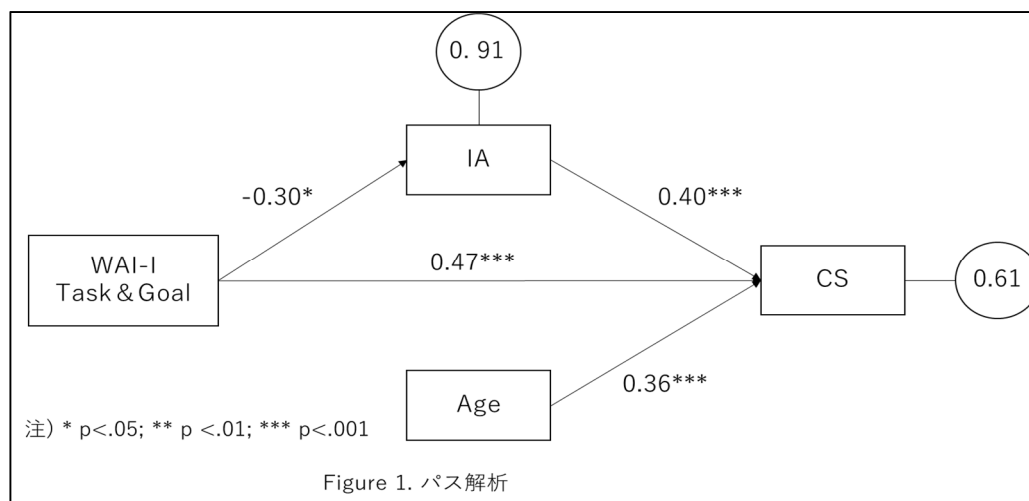 0. 91
IA
-0.30*
0.40***
WAI-I
Task＆Goal
0.47***
CS
0.61
Age
0.36***
注) * p<.05; ** p <.01; *** p<.001
Figure 1. パス解析